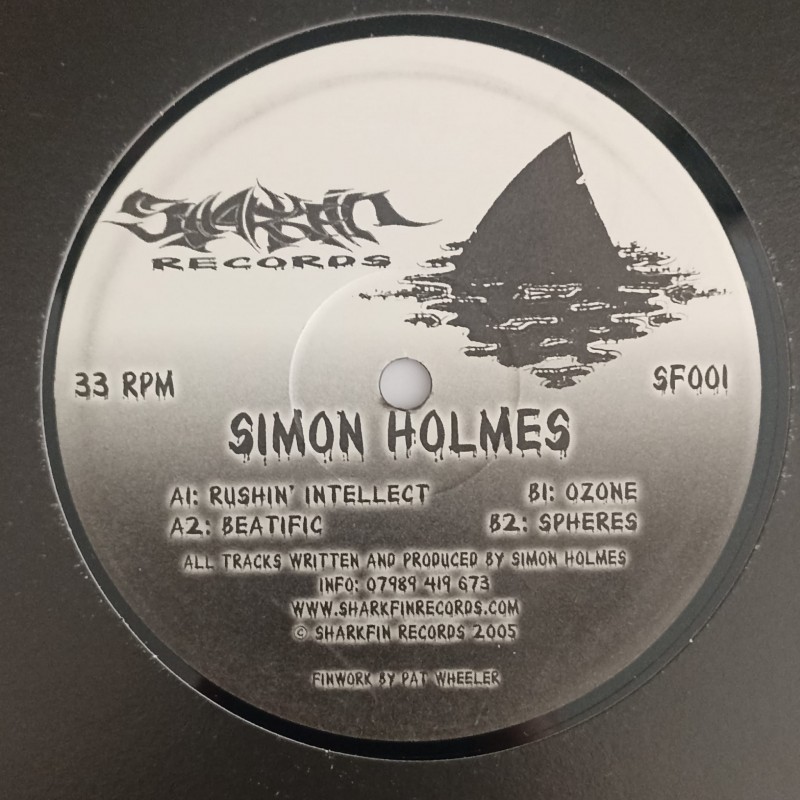 SHARKFIN
RECORDS
33 RPM
SF001
SIMON HOLMES
A1: RUSHIN' INTELLECT
B1: OZONE
A2: BEATIFIC
B2: SPHERES
ALL TRACKS WRITTEN AND PRODUCED BY SIMON HOLMES
INFO: 07989 419 673
WWW.SHARKFINRECORDS.COM
© SHARKFIN RECORDS 2005
FINWORK BY PAT WHEELER